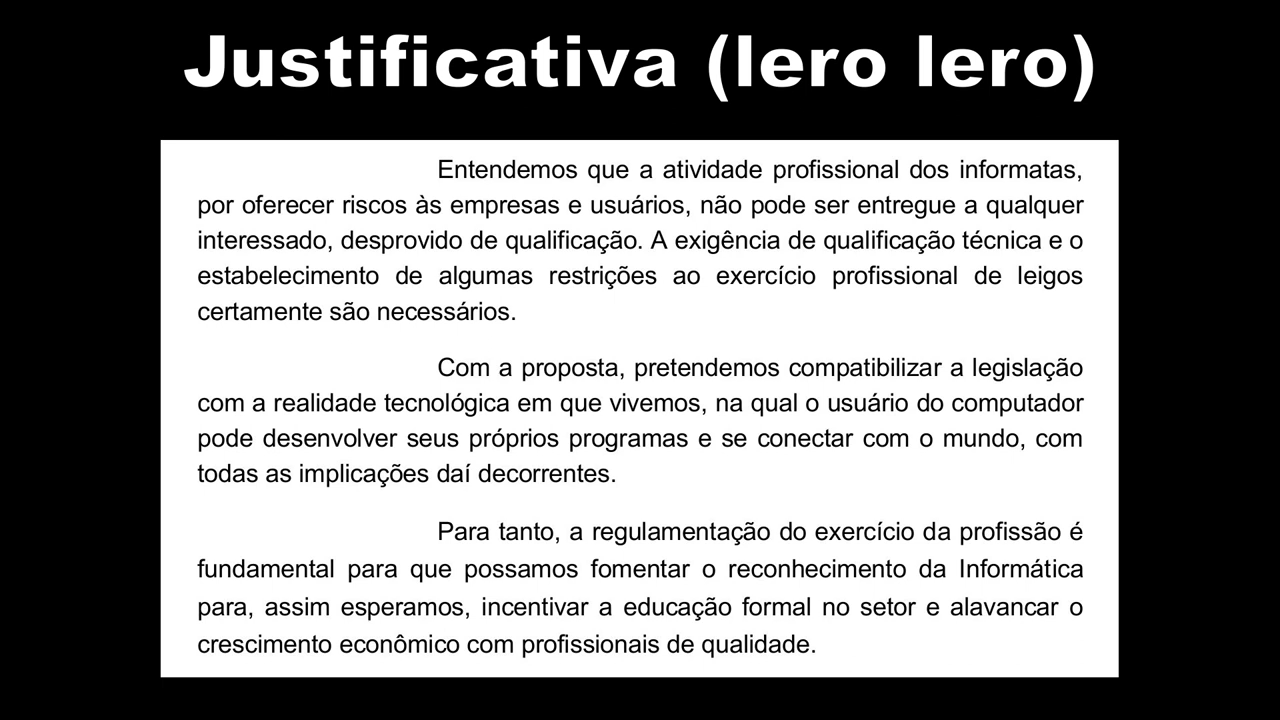 Justificativa (lero lero)
Entendemos que a atividade profissional dos informatas,
por oferecer riscos às empresas e usuários, não pode ser entregue a qualquer
interessado, desprovido de qualificação. A exigência de qualificação técnica e o
estabelecimento de algumas restrições ao exercício profissional de leigos
certamente são necessários.
Com a proposta, pretendemos compatibilizar a legislação
com a realidade tecnológica em que vivemos, na qual o usuário do computador
pode desenvolver seus próprios programas e se conectar com o mundo, com
todas as implicações daí decorrentes.
Para tanto, a regulamentação do exercício da profissão é
fundamental para que possamos fomentar o reconhecimento da Informática
para, assim esperamos, incentivar a educação formal no setor e alavancar o
crescimento econômico com profissionais de qualidade.